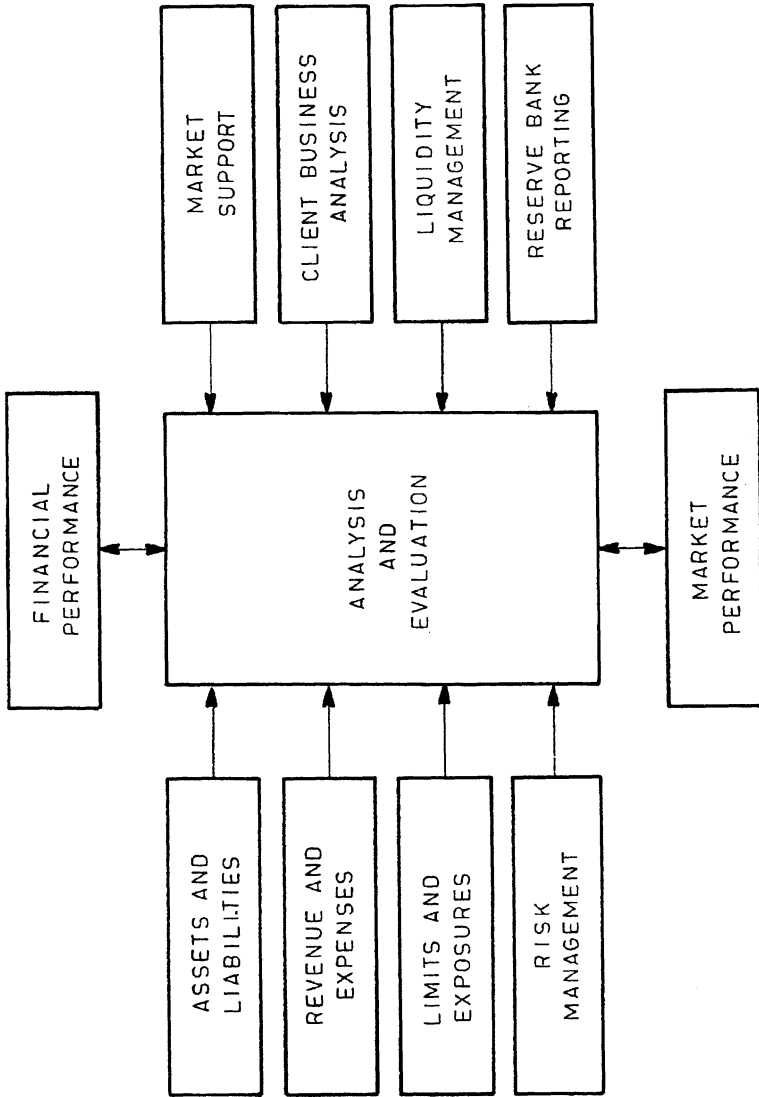 FINANCIAL
PERFORMANCE
ASSETS AND
LIABILITIES
REVENUE AND
EXPENSES
LIMITS AND
EXPOSURES
RISK
MANAGEMENT
ANALYSIS
AND
EVALUATION
MARKET
SUPPORT
CLIENT BUSINESS
ANALYSIS
LIQUIDITY
MANAGEMENT
RESERVE BANK
REPORTING
MARKET
PERFORMANCE